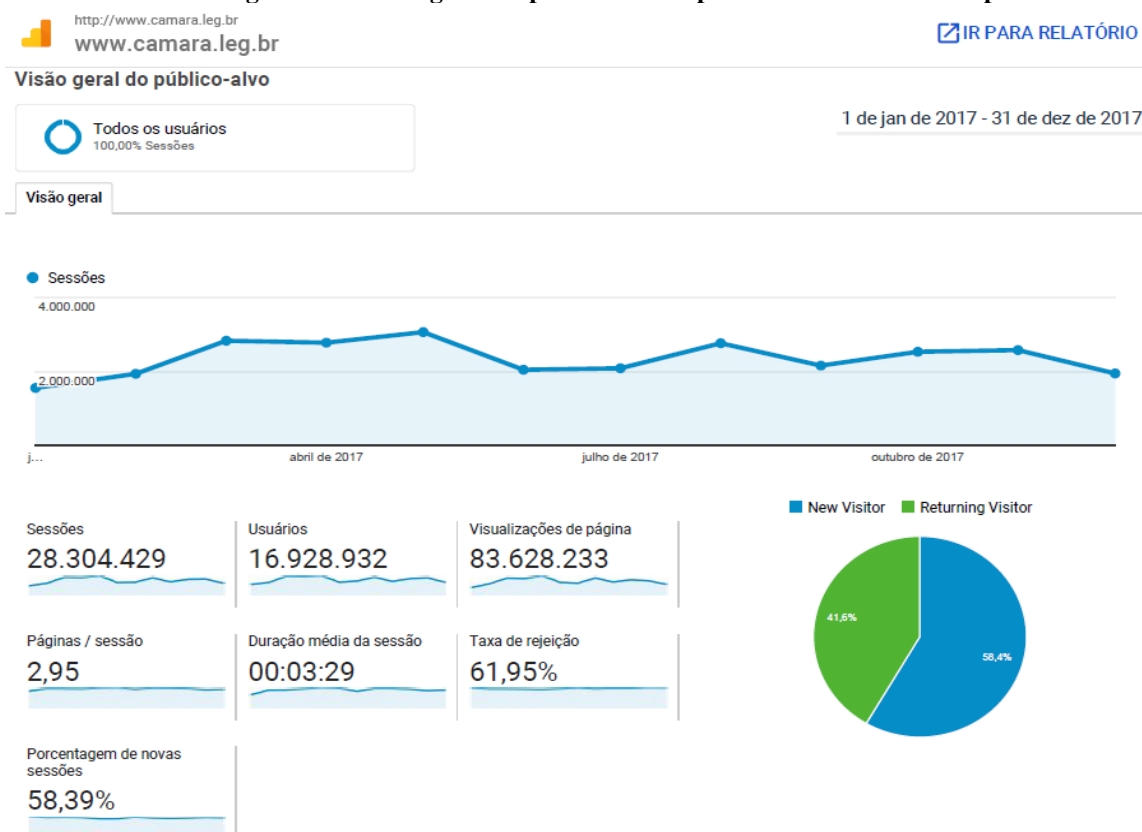 http://www.camara.leg.br
www.camara.leg.br
IR PARA RELATÓRIO
Visão geral do público-alvo
Todos os usuários
100,00% Sessões
1 de jan de 2017 - 31 de dez de 2017
Visão geral
Sessões
4.000.000
2.000.000
j...
abril de 2017
julho de 2017
outubro de 2017
New Visitor
Returning Visitor
Sessões
28.304.429
Usuários
16.928.932
Visualizações de página
83.628.233
Páginas / sessão
2,95
Duração média da sessão
00:03:29
Taxa de rejeição
61,95%
41,6%
58,4%
Porcentagem de novas
sessões
58,39%